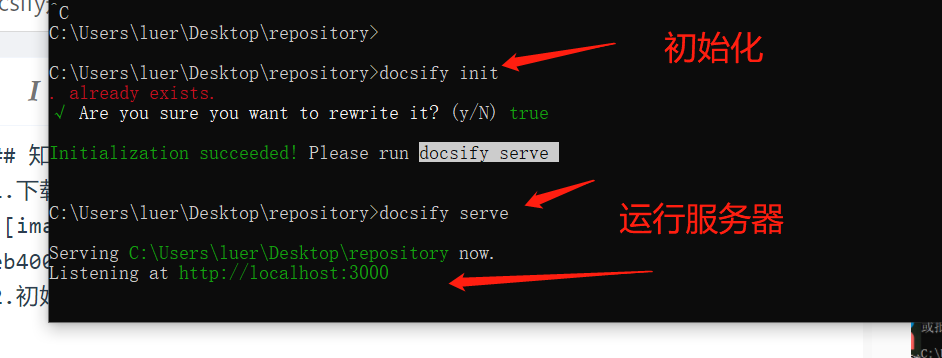 ^C
C:\Users\luer\Desktop\repository>
初始化
C:\Users\luer\Desktop\repository>docsify init
. already exists.
√ Are you sure you want to rewrite it? (y/N) true
I
## 知
Initialization succeeded! Please run docsify serve
.下载
C:\Users\luer\Desktop\repository>docsify serve
运行服务器
[ima
Serving C:\Users\luer\Desktop\repository now.
eb400
Listening at http://localhost:3000
2.初始